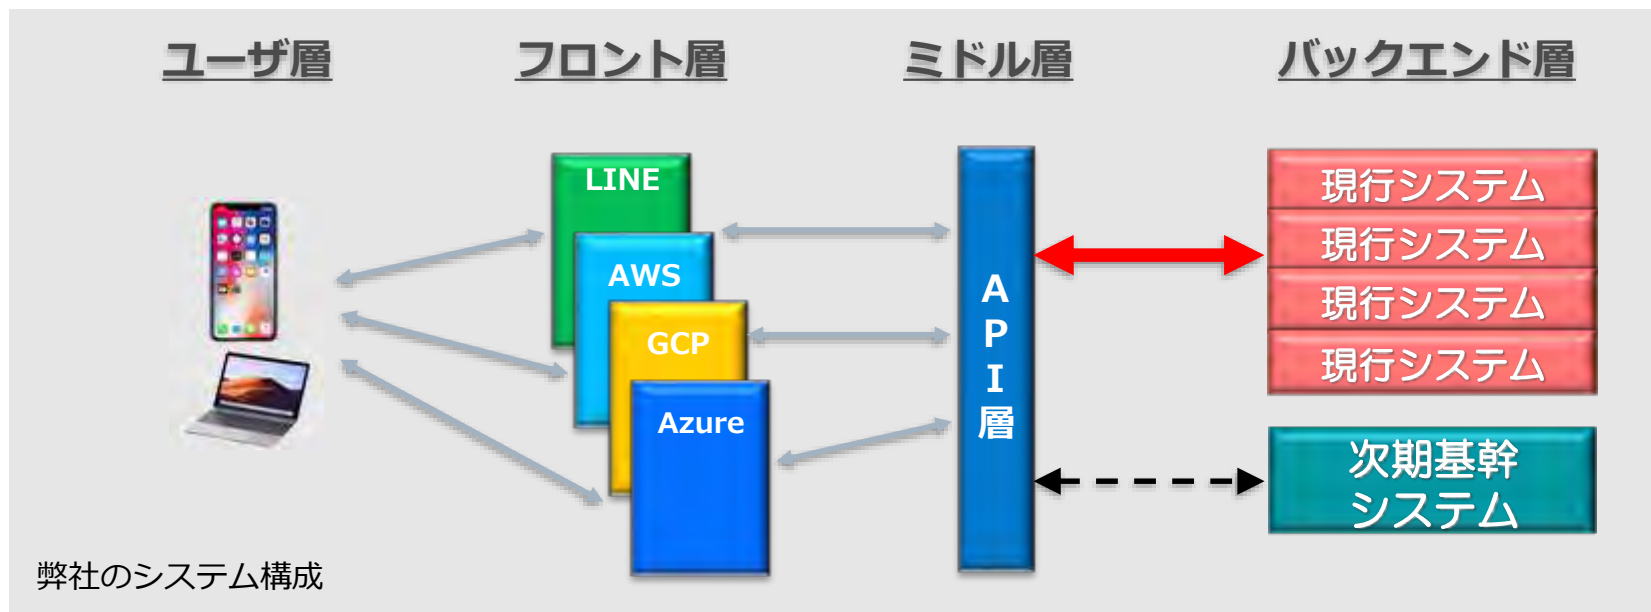 ユーザ層
フロント層
ミドル層
バックエンド層
LINE
AWS
GCP
Azure
API層
現行システム
現行システム
現行システム
現行システム
次期基幹
システム
弊社のシステム構成